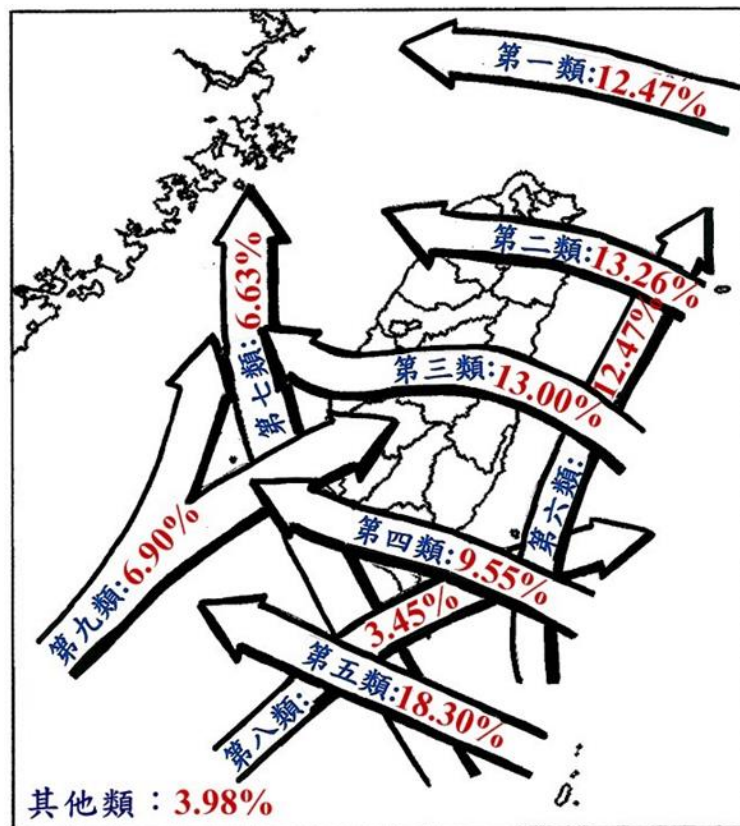 第一類:12.47%
第二類:13.26%
第三類:13.00%
第四類:9.55%
第五類:18.30%
第六類:12.47%
第七類:6.63%
第八類:3.45%
第九類:6.90%
其他類：3.98%